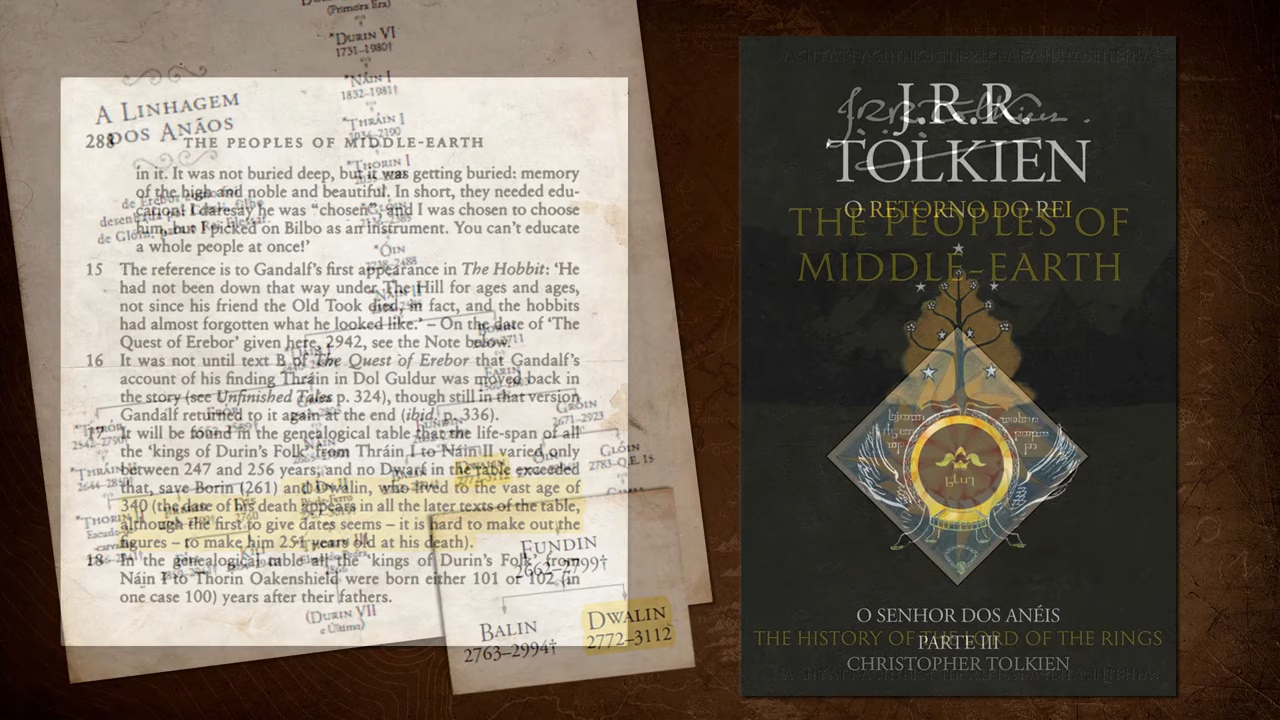 (Primeira Era)
*DURIN VI
1731–1980†
*NÁIN I
1832–1981†
*THRÁIN I
1934–2190
*THORIN I
A LINHAGEM
DOS ANÃOS
288 THE PEOPLES OF MIDDLE-EARTH
in it. It was not buried deep, but it was getting buried: memory
of the high and noble and beautiful. In short, they needed edu-
cation! I daresay he was “chosen”, and I was chosen to choose
him, but I picked on Bilbo as an instrument. You can’t educate
a whole people at once!’
15 The reference is to Gandalf’s first appearance in The Hobbit: ‘He
had not been down that way under The Hill for ages and ages,
not since his friend the Old Took died, in fact, and the hobbits
had almost forgotten what he looked like.’ – On the date of ‘The
Quest of Erebor’ given here, 2942, see the Note below.
16 It was not until text B of The Quest of Erebor that Gandalf’s
account of his finding Thráin in Dol Guldur was moved back in
the story (see Unfinished Tales p. 324), though still in that version
Gandalf returned to it again at the end (ibid. p. 336).
17 It will be found in the genealogical table that the life-span of all
the ‘kings of Durin’s Folk’ from Thráin I to Náin II varied only
between 247 and 256 years, and no Dwarf in the table exceeded
that, save Borin (261) and Dwalin, who lived to the vast age of
340 (the date of his death appears in all the later texts of the table,
although the first to give dates seems – it is hard to make out the
figures – to make him 251 years old at his death).
18 In the genealogical table all the ‘kings of Durin’s Folk’ from
Náin I to Thorin Oakenshield were born either 101 or 102 (in
one case 100) years after their fathers.
*ÓIN
GRÓIN
2671–2923
GLÓIN
2783–Q.E. 15
(DURIN VII
e Último)
FUNDIN
2662–2799†
BALIN
2763–2994†
DWALIN
2772–3112
J.R.R.
TOLKIEN
O RETORNO DO REI
THE PEOPLES OF
MIDDLE-EARTH
O SENHOR DOS ANÉIS
THE HISTORY OF THE LORD OF THE RINGS
PARTE III
CHRISTOPHER TOLKIEN